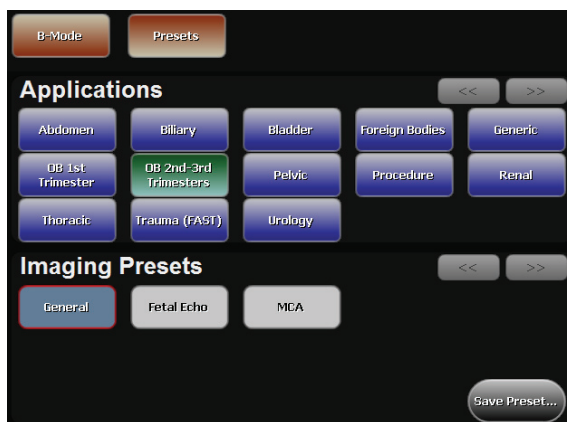 B-Mode Presets
Applications << >>
Abdomen Biliary Bladder Foreign Bodies Generic
OB 1st
Trimester
OB 2nd-3rd
Trimesters
Pelvic Procedure Renal
Thoracic Trauma (FAST) Urology
Imaging Presets << >>
General Fetal Echo MCA
Save Preset...